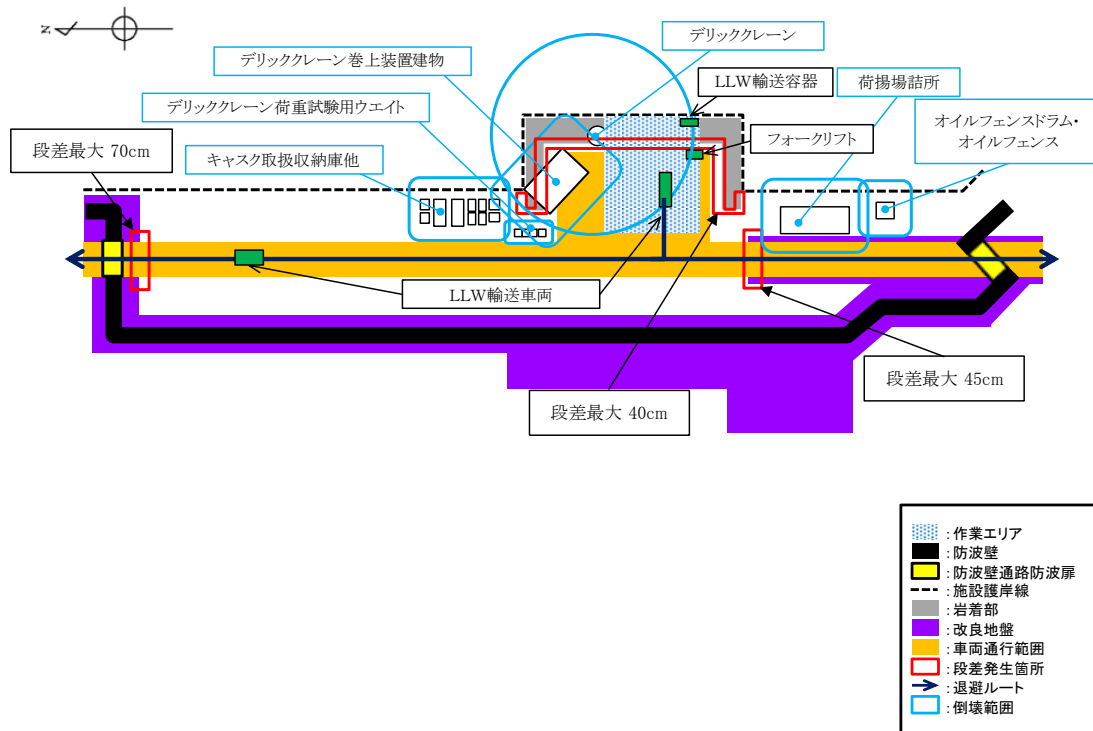 N
デリッククレーン
デリッククレーン巻上装置建物
LLW輸送容器
荷揚場詰所
デリッククレーン荷重試験用ウエイト
オイルフェンスドラム・
オイルフェンス
段差最大 70cm
キャスク取扱収納庫他
フォークリフト
LLW輸送車両
段差最大 40cm
段差最大 45cm
:作業エリア
:防波壁
:防波壁通路防波扉
:施設護岸線
:岩着部
:改良地盤
:車両通行範囲
:段差発生箇所
:退避ルート
:倒壊範囲